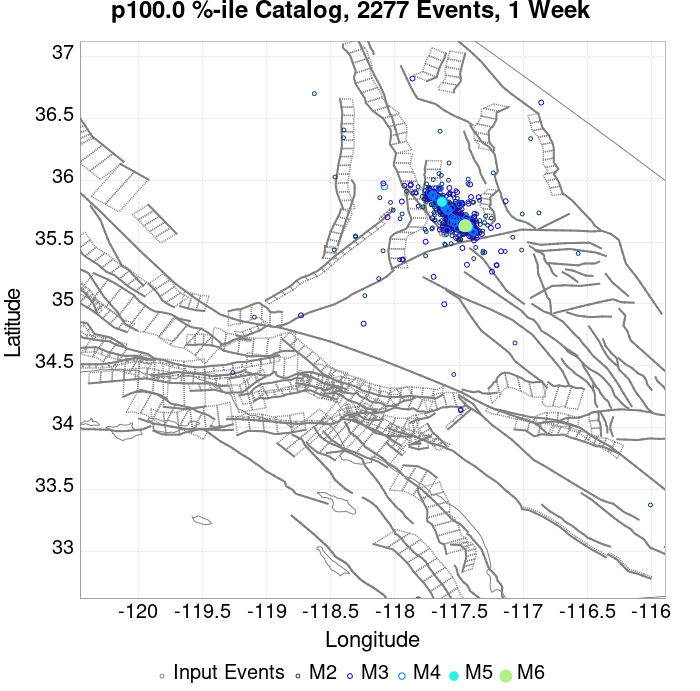 p100.0 %-ile Catalog, 2277 Events, 1 Week
37
36.5
36
35.5
35
34.5
34
33.5
33
Latitude
-120 -119.5 -119 -118.5 -118 -117.5 -117 -116.5 -116
Longitude
Input Events M2 M3 M4 M5 M6